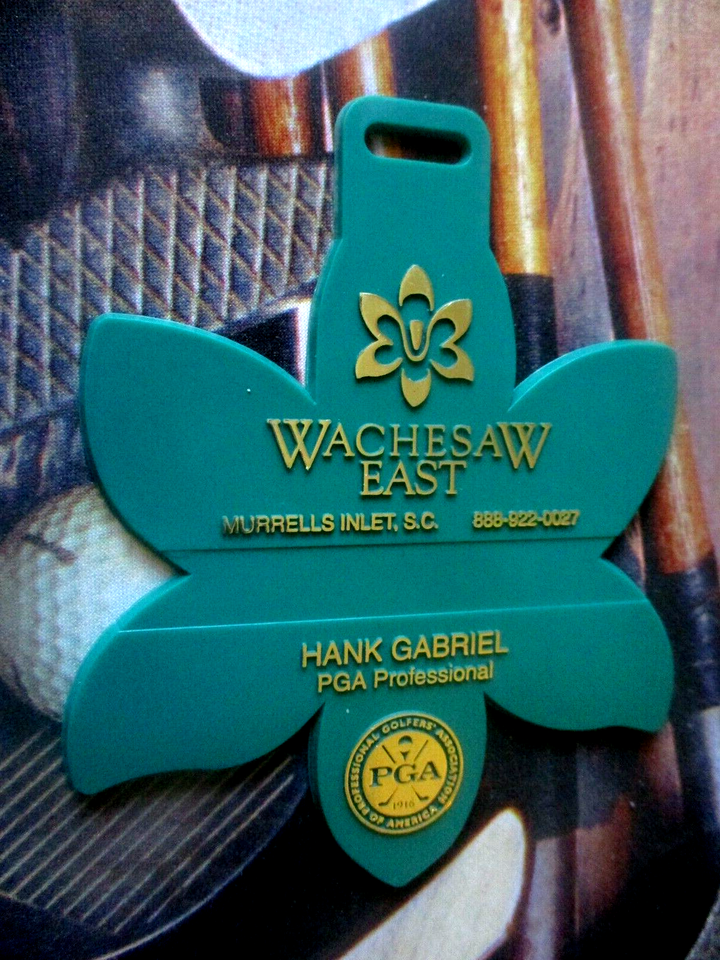 WACHESAW
EAST
MURRELLS INLET, S.C. 888-922-0027
HANK GABRIEL
PGA Professional
PROFESSIONAL GOLFERS' ASSOCIATION OF AMERICA
PGA
1916